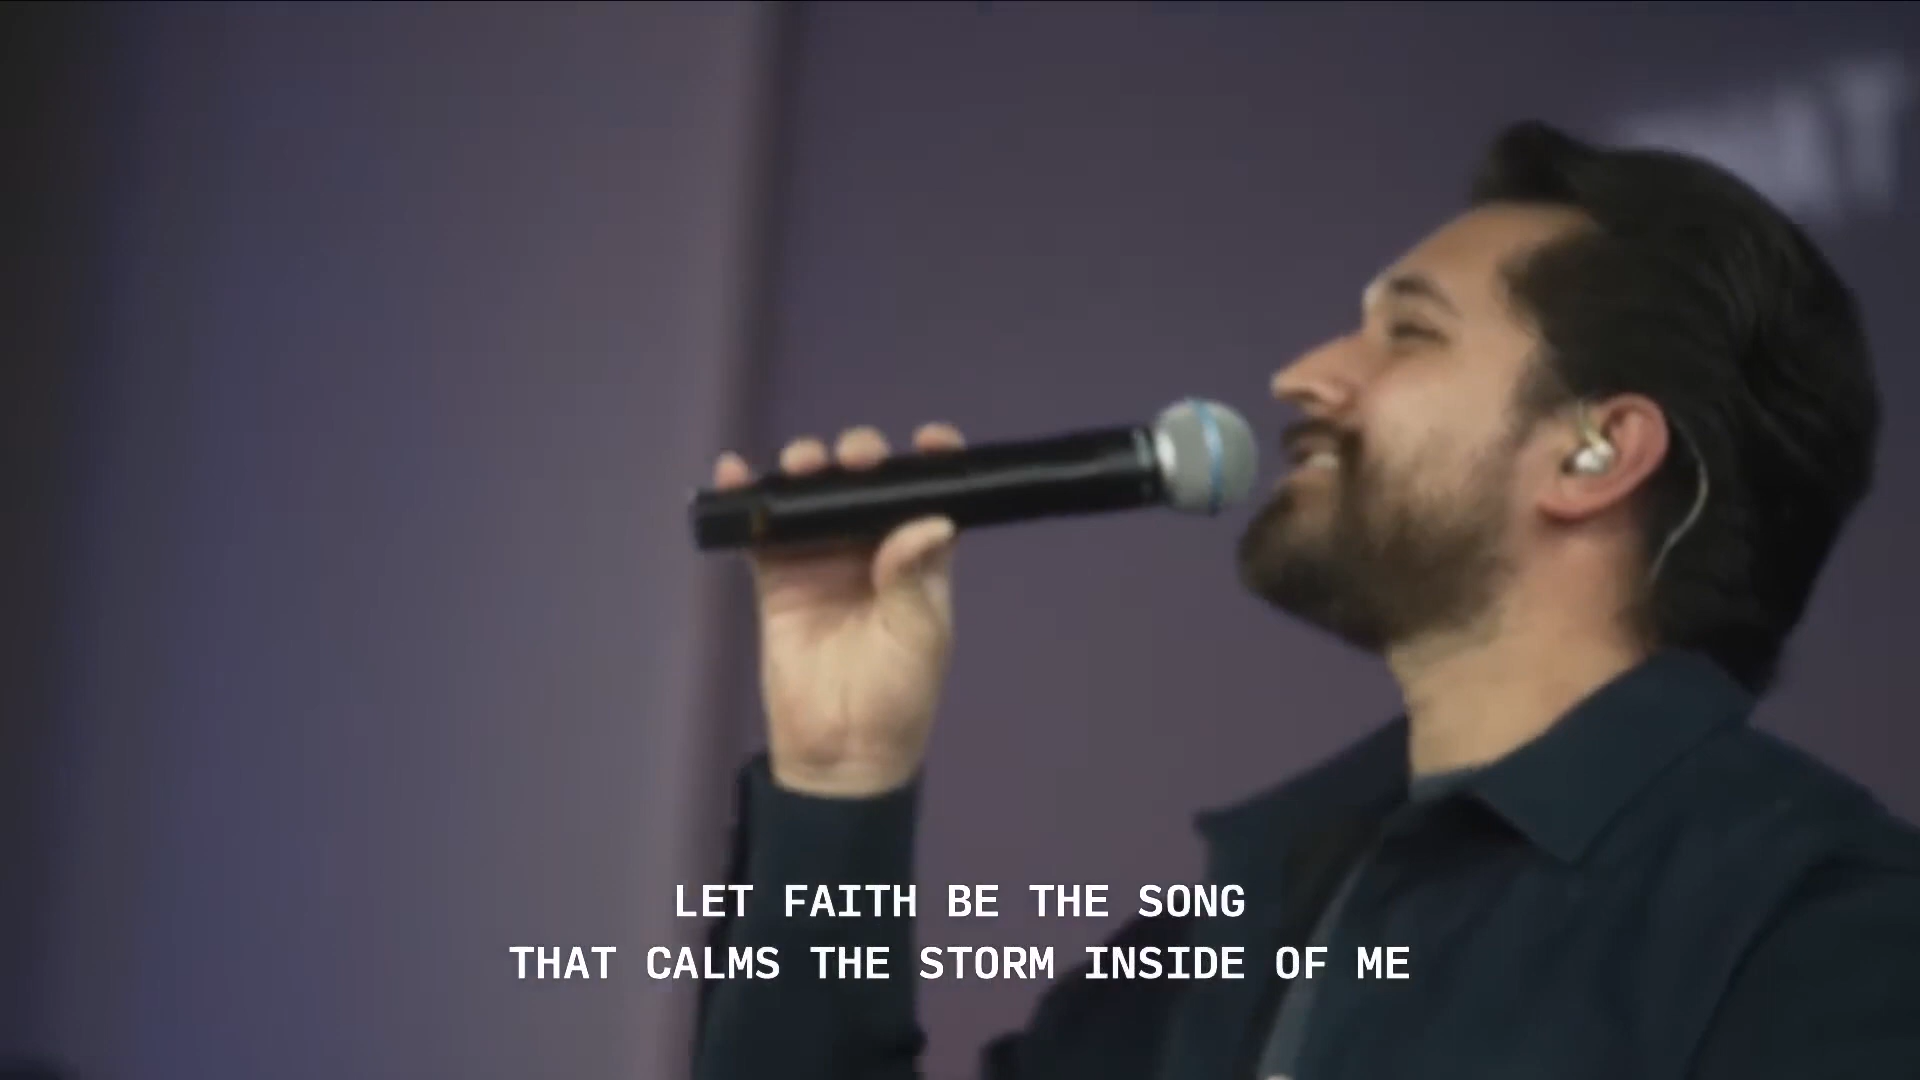 LET FAITH BE THE SONG
THAT CALMS THE STORM INSIDE OF ME